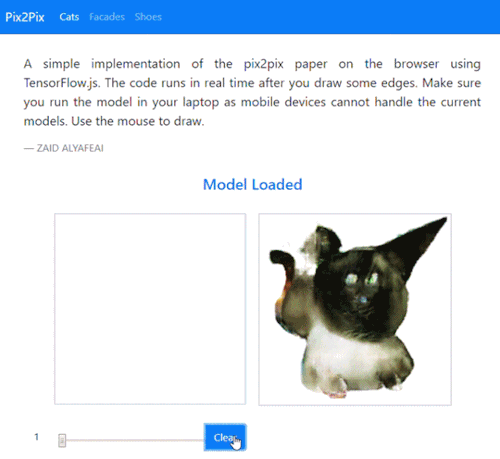 Pix2Pix Cats Facades Shoes
A simple implementation of the pix2pix paper on the browser using
TensorFlow.js. The code runs in real time after you draw some edges. Make sure
you run the model in your laptop as mobile devices cannot handle the current
models. Use the mouse to draw.
— ZAID ALYAFEAI
Model Loaded
1
Clear